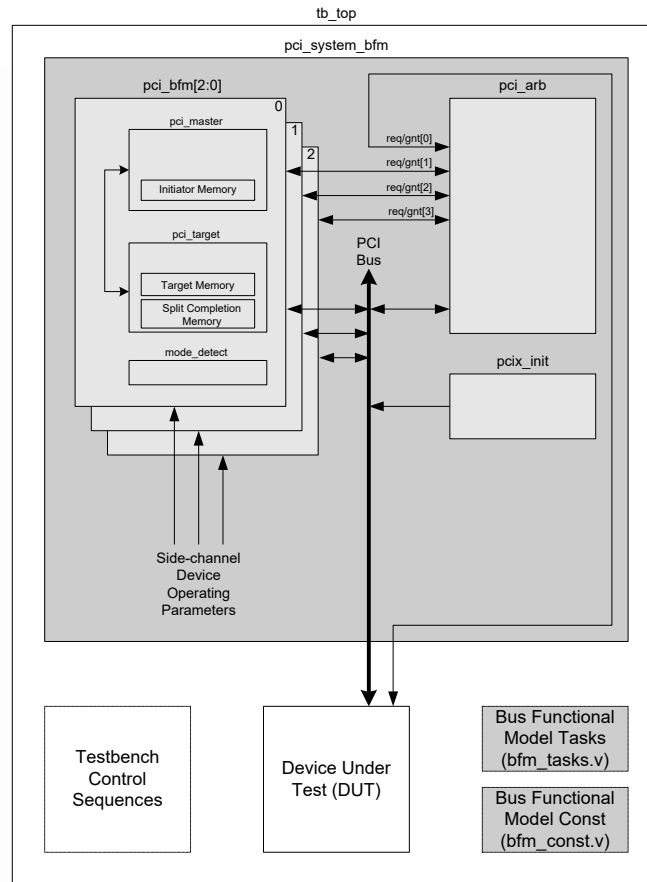 tb_top
pci_system_bfm
pci_bfm[2:0]
pci_arb
0
pci_master
1
req/gnt[0]
2
req/gnt[1]
Initiator Memory
req/gnt[2]
req/gnt[3]
pci_target
PCI
Bus
Target Memory
Split Completion
Memory
mode_detect
pcix_init
Side-channel
Device
Operating
Parameters
Testbench
Control
Sequences
Device Under
Test (DUT)
Bus Functional
Model Tasks
(bfm_tasks.v)
Bus Functional
Model Const
(bfm_const.v)